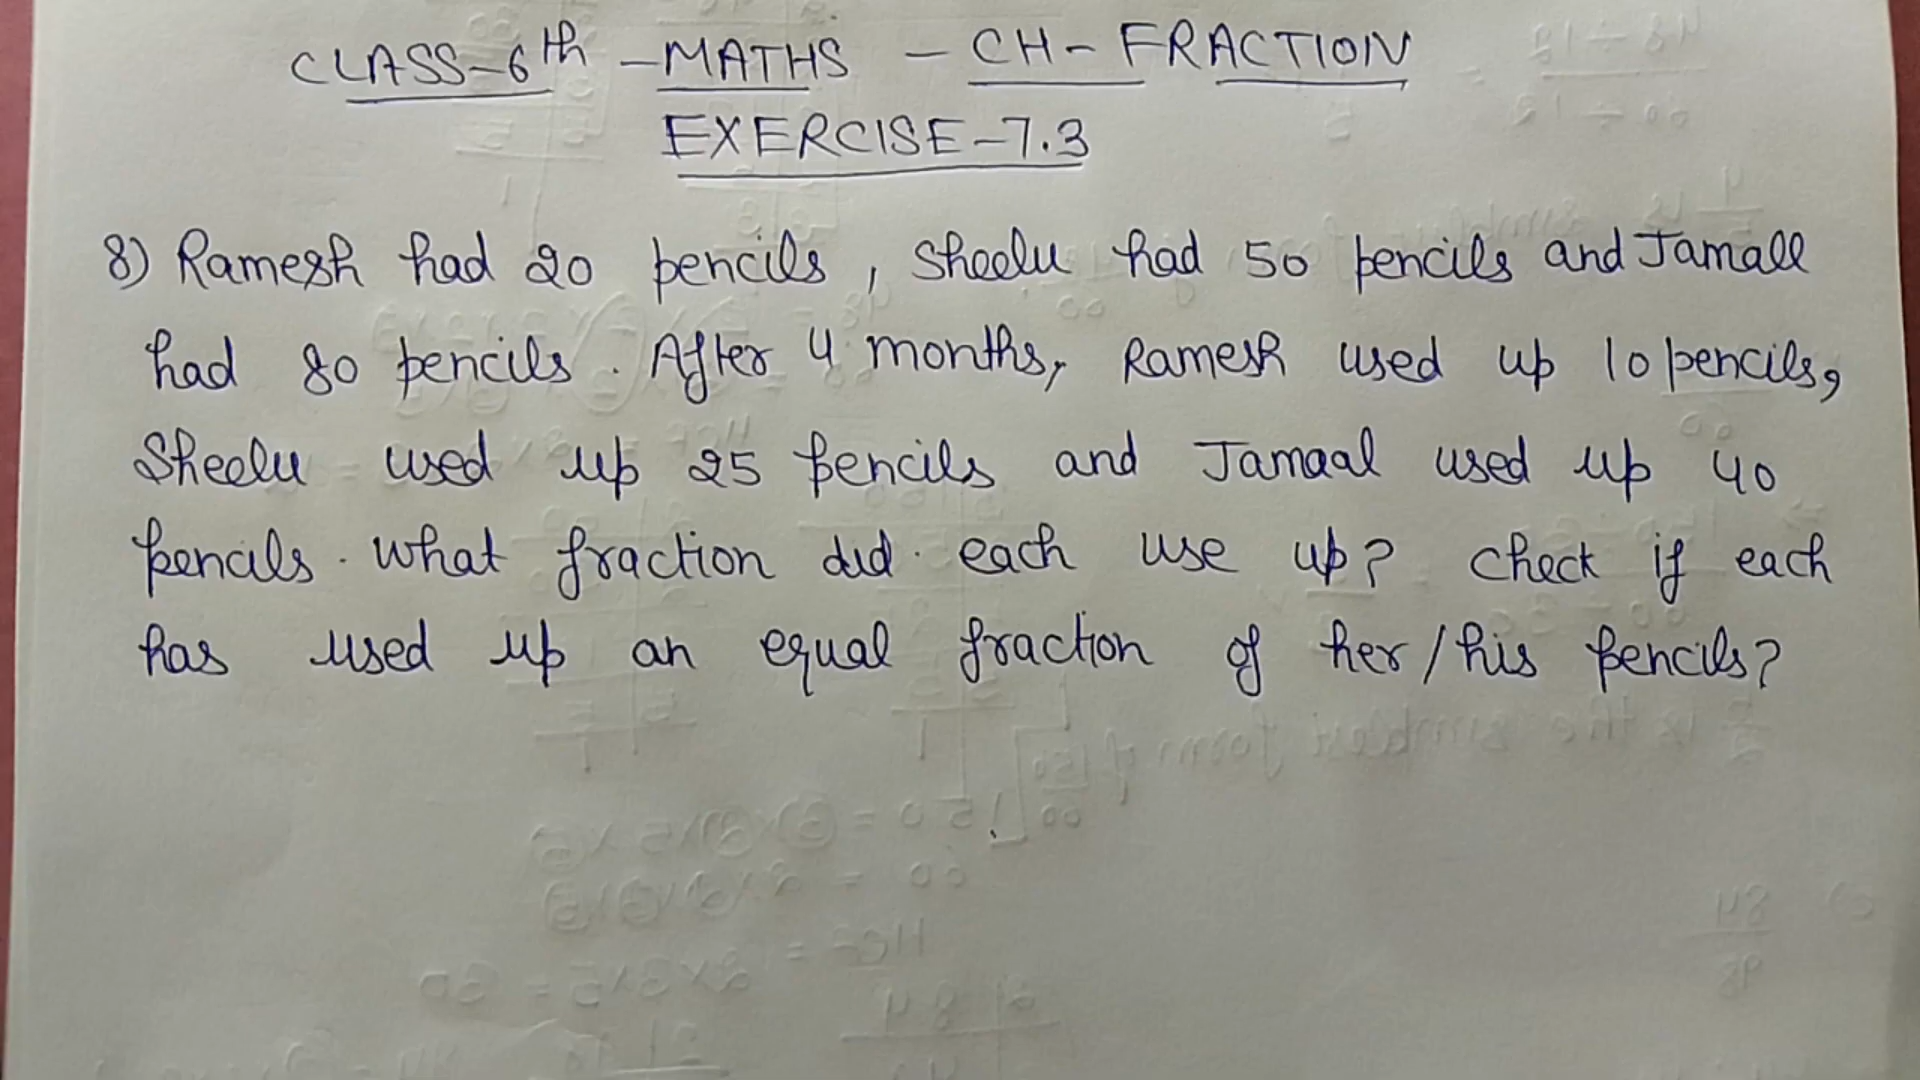 CLASS-6th - MATHS - CH- FRACTION
EXERCISE-7.3
8) Ramesh had 20 pencils, Sheelu had 50 pencils and Jamall
had 80 pencils. After 4 months, Ramesh used up 10 pencils,
Sheelu used up 25 pencils and Jamaal used up 40
pencils. What fraction did each use up? Check if each
has used up an equal fraction of her/his pencils?